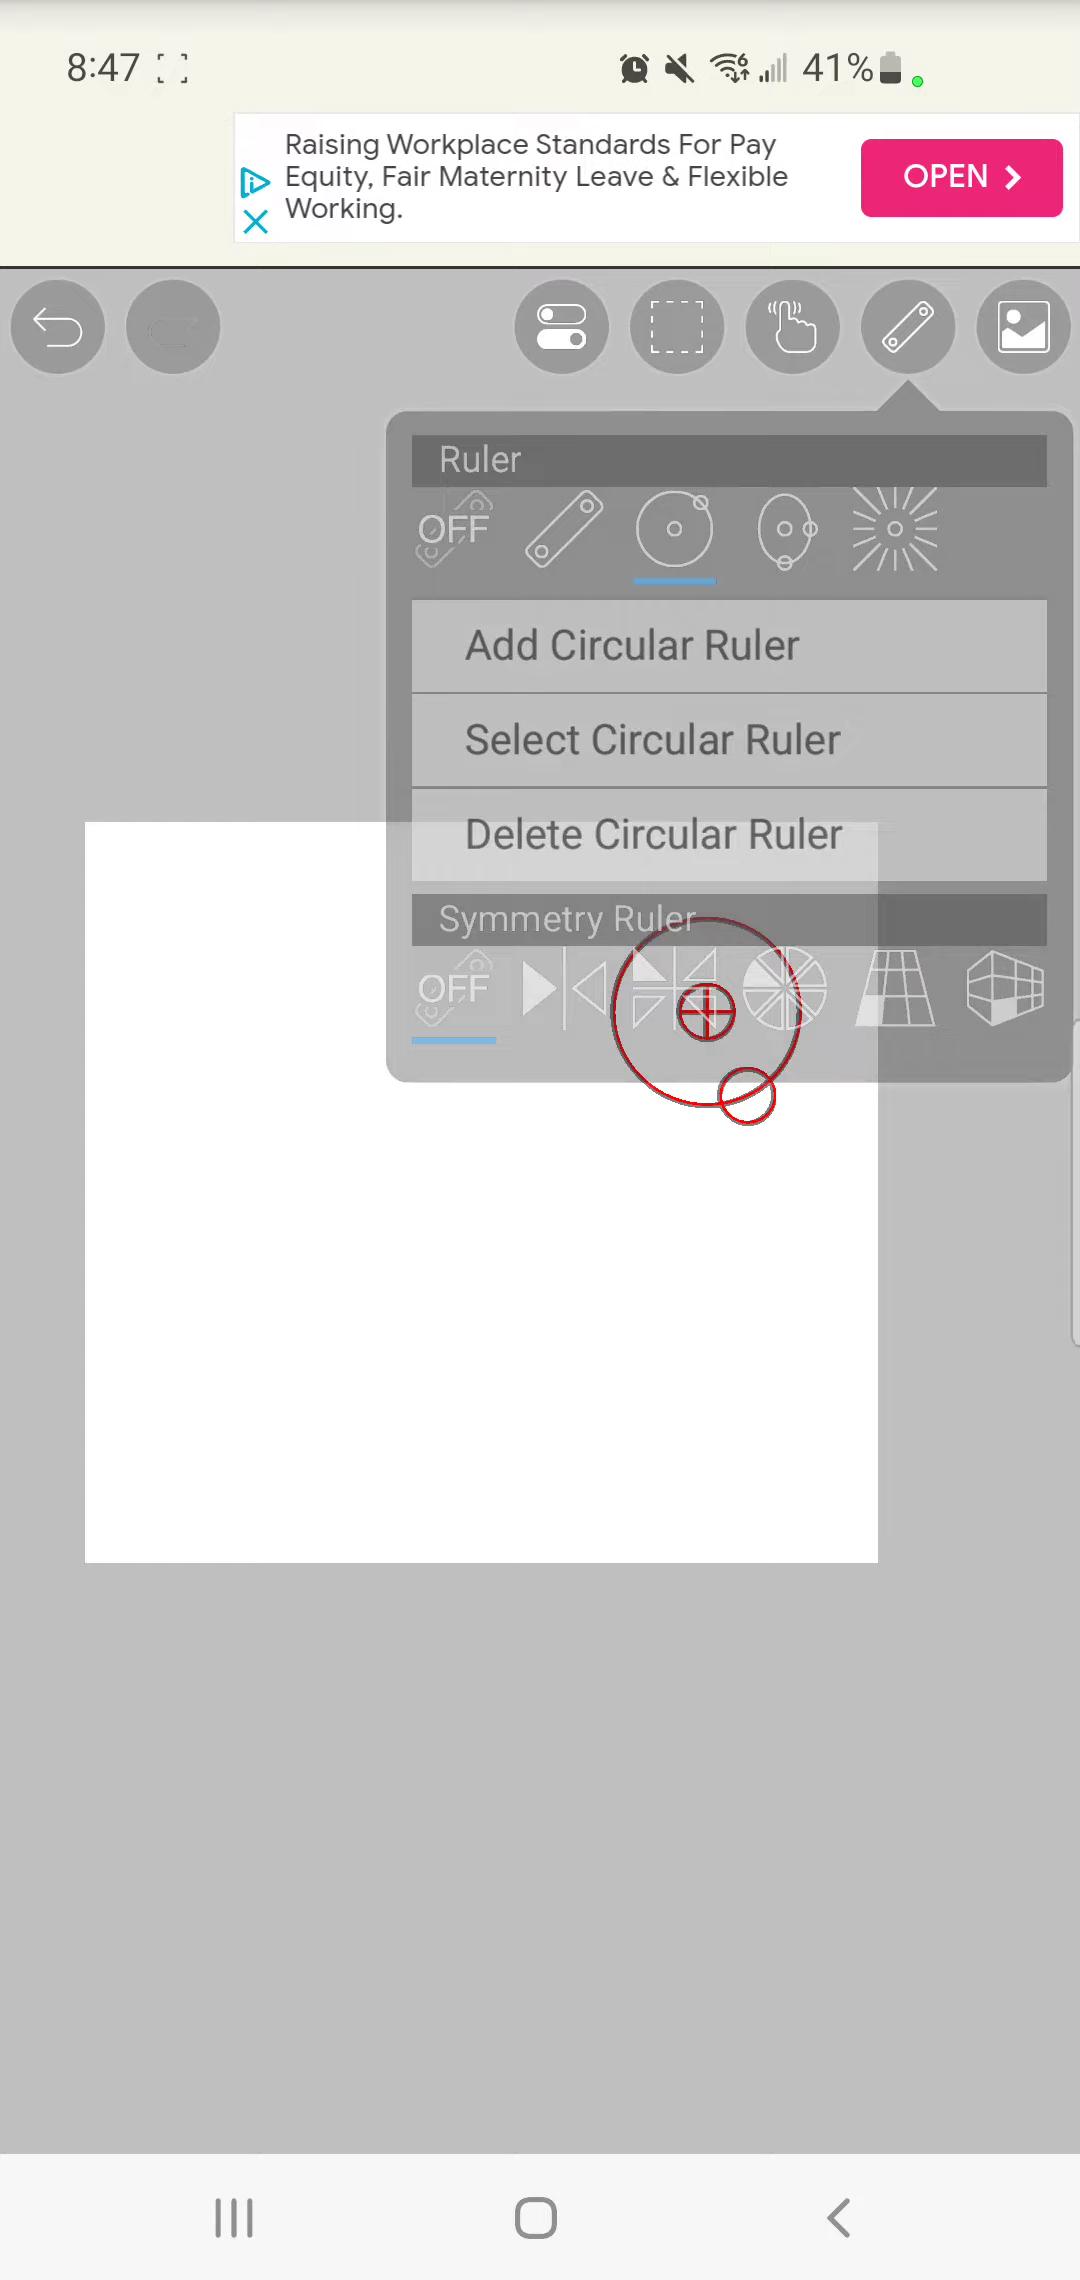 8:47
41%
Raising Workplace Standards For Pay
Equity, Fair Maternity Leave & Flexible
Working.
OPEN
Ruler
OFF
Add Circular Ruler
Select Circular Ruler
Delete Circular Ruler
Symmetry Ruler
OFF